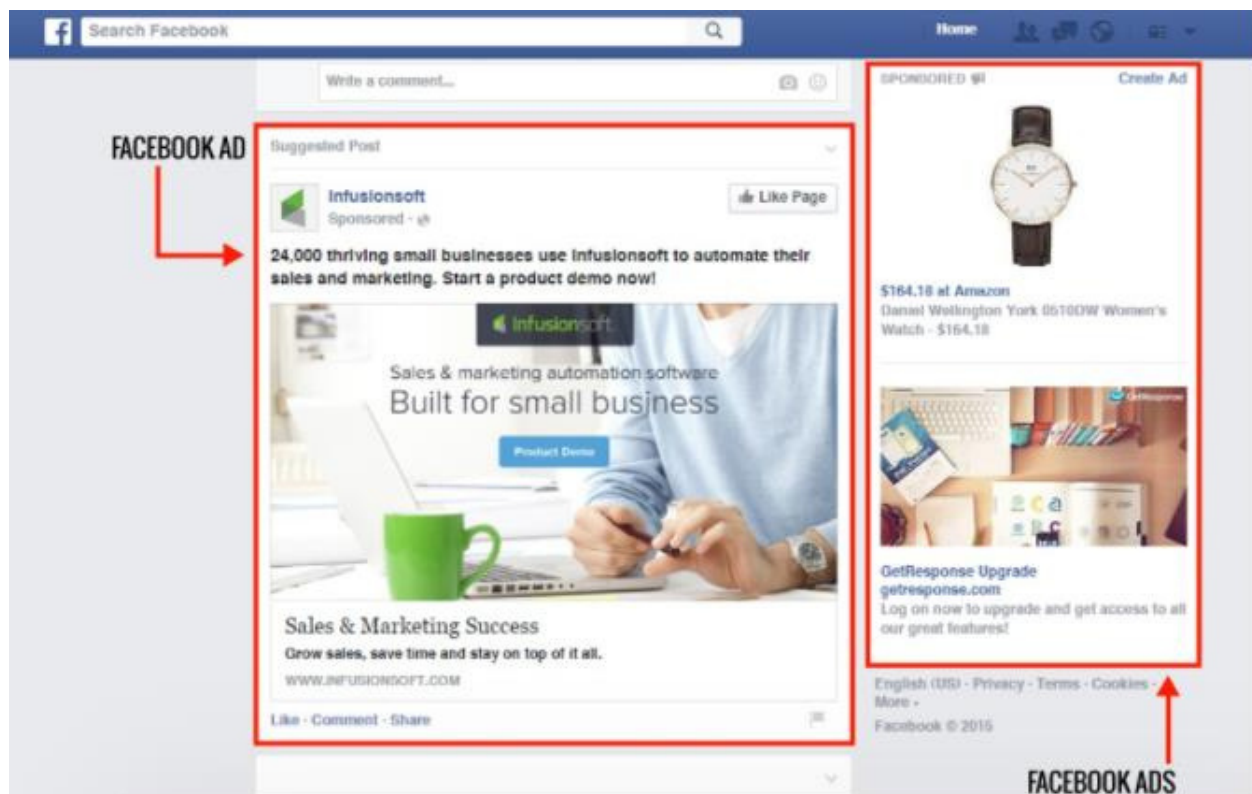 Search Facebook
Home
Write a comment...
SPONSORED
Create Ad
FACEBOOK AD
Suggested Post
Infusionsoft
Sponsored ·
Like Page
24,000 thriving small businesses use Infusionsoft to automate their
sales and marketing. Start a product demo now!
Infusionsoft
Sales & marketing automation software
Built for small business
Product Demo
Sales & Marketing Success
Grow sales, save time and stay on top of it all.
WWW.INFUSIONSOFT.COM
Like · Comment · Share
$164.18 at Amazon
Daniel Wellington York 0510DW Women's
Watch - $164.18
GetResponse
GetResponse Upgrade
getresponse.com
Log on now to upgrade and get access to all
our great features!
English (US) · Privacy · Terms · Cookies ·
More
Facebook © 2015
FACEBOOK ADS